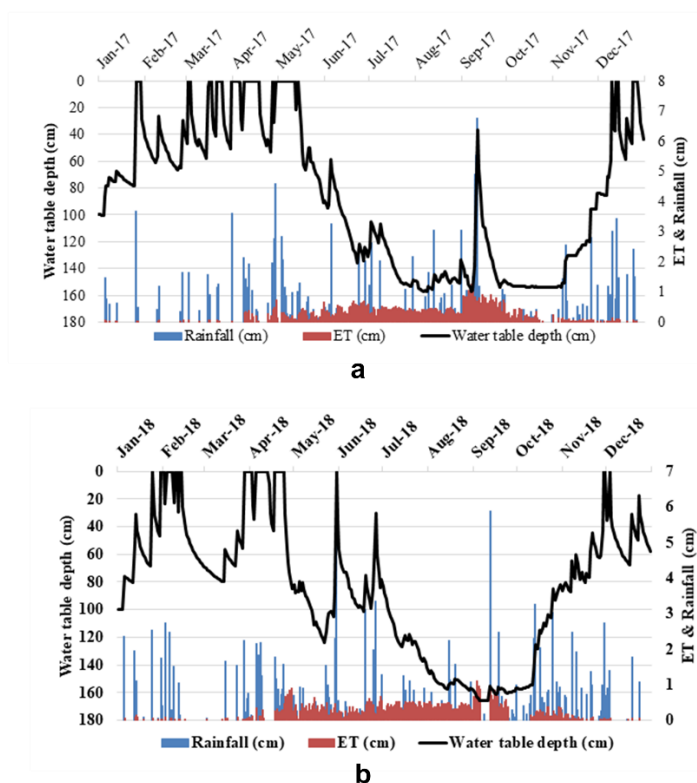 Jan-17 Feb-17 Mar-17 Apr-17 May-17 Jun-17 Jul-17 Aug-17 Sep-17 Oct-17 Nov-17 Dec-17
0 8
20 7
40 6
60 5
80 4
100 3
120 2
140 1
160 0
180
Water table depth (cm)
ET & Rainfall (cm)
Rainfall (cm) ET (cm) Water table depth (cm)
a
Jan-18 Feb-18 Mar-18 Apr-18 May-18 Jun-18 Jul-18 Aug-18 Sep-18 Oct-18 Nov-18 Dec-18
0 7
20 6
40 5
60 4
80 3
100 2
120 1
140 0
160
180
Water table depth (cm)
ET & Rainfall (cm)
Rainfall (cm) ET (cm) Water table depth (cm)
b